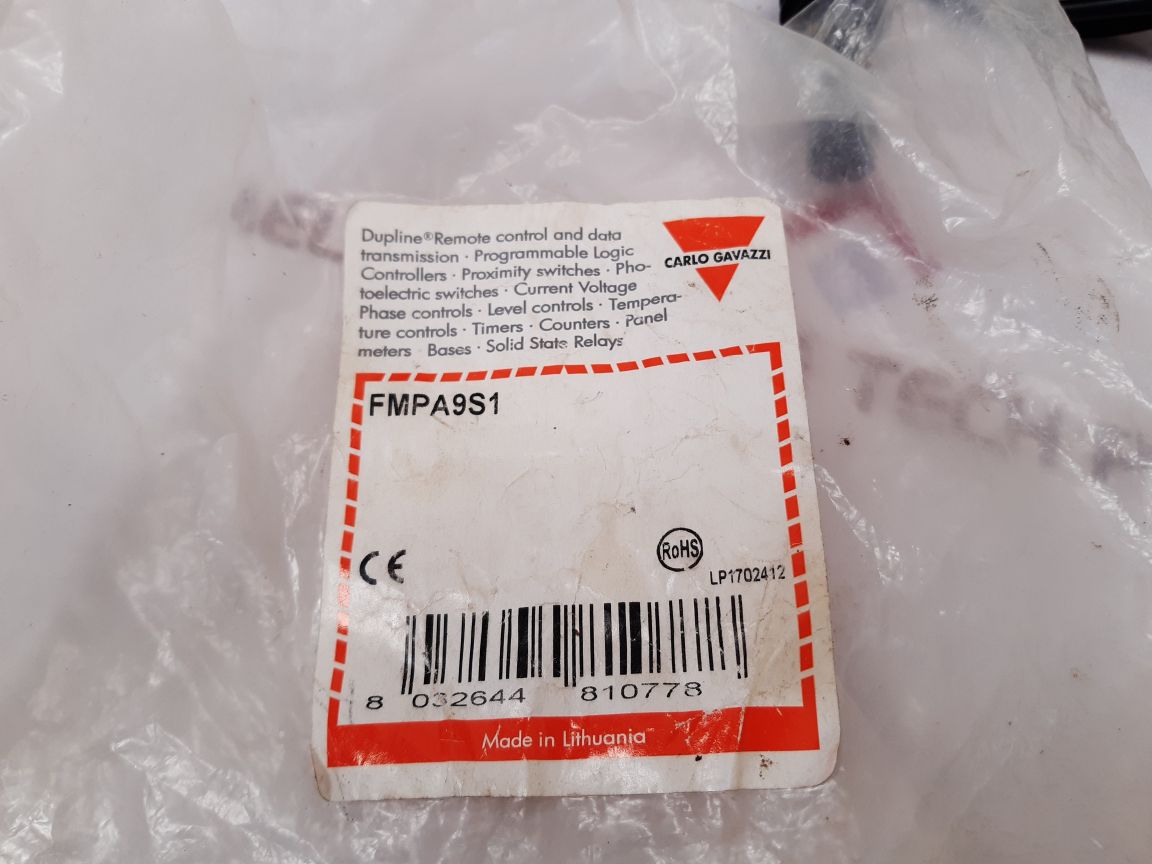 Dupline® Remote control and data
transmission · Programmable Logic
Controllers · Proximity switches · Pho-
toelectric switches · Current Voltage
Phase controls · Level controls · Tempera-
ture controls · Timers · Counters · Panel
meters · Bases · Solid State Relays
CARLO GAVAZZI
FMPA9S1
CE
RoHS
LP1702412
8 032644 810778
Made in Lithuania